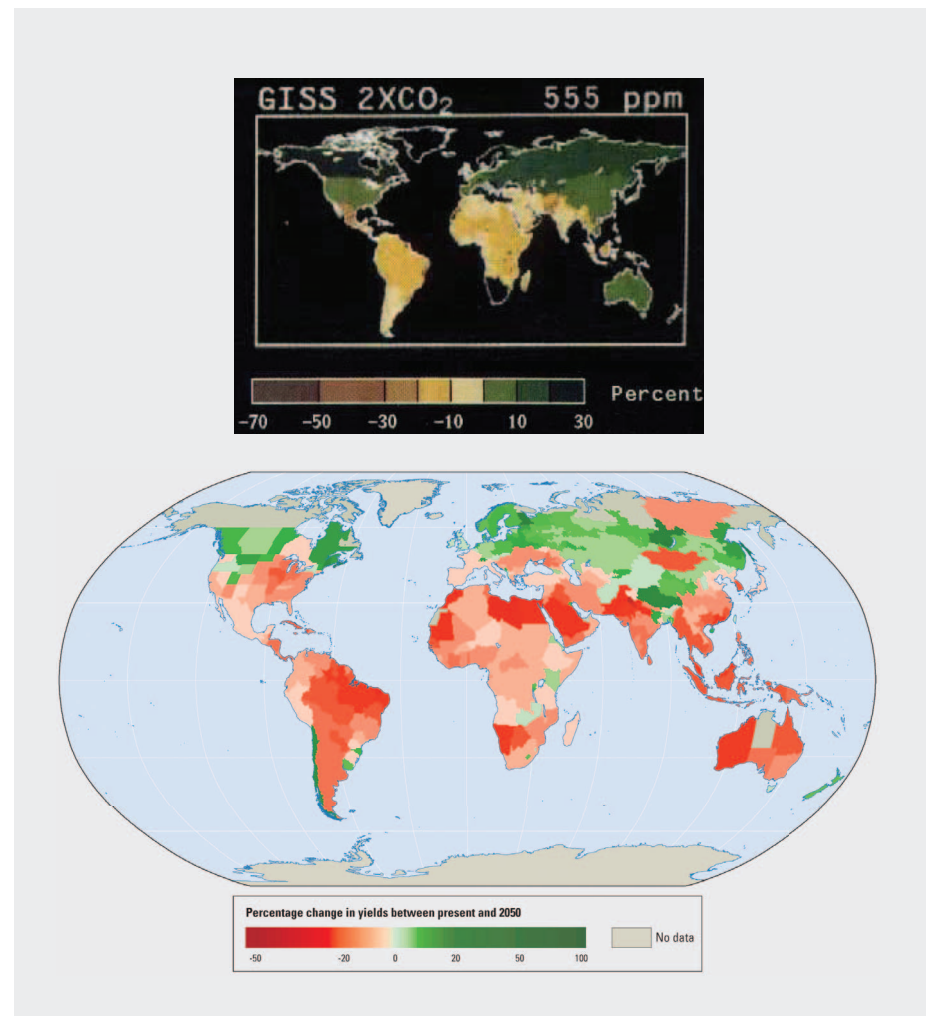 GISS 2XCO₂ 555 ppm
Percent
-70 -50 -30 -10 10 30
Percentage change in yields between present and 2050
-50 -20 0 20 50 100
No data